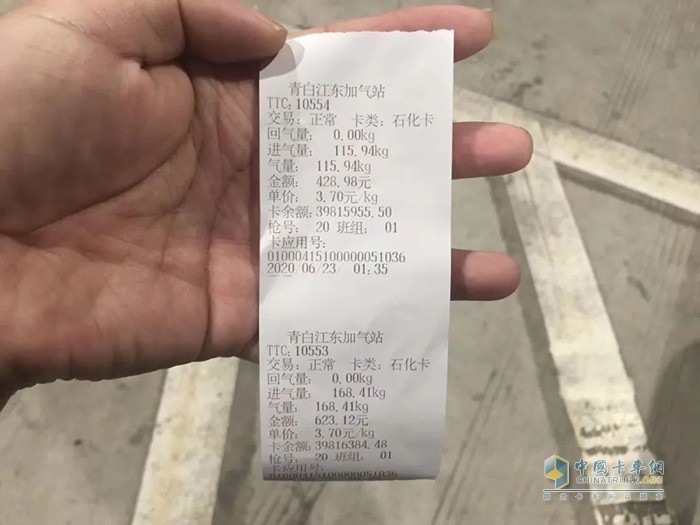 青白江东加气站
TTC:10554
交易: 正常 卡类: 石化卡
回气量: 0.00kg
进气量: 115.94kg
气量: 115.94kg
金额: 428.98元
单价: 3.70元/kg
卡余额:39815955.50
枪号: 20 班组: 01
卡应用号:
01000415100000051036
2020/06/23/ 01:35
青白江东加气站
TTC:10553
交易: 正常 卡类: 石化卡
回气量: 0.00kg
进气量: 168.41kg
气量: 168.41kg
金额: 623.12元
单价: 3.70元/kg
卡余额:39816384.48
枪号: 20 班组: 01
卡应用号:
01000415100000051036
中国卡车网
CHINATRUCK.ORG